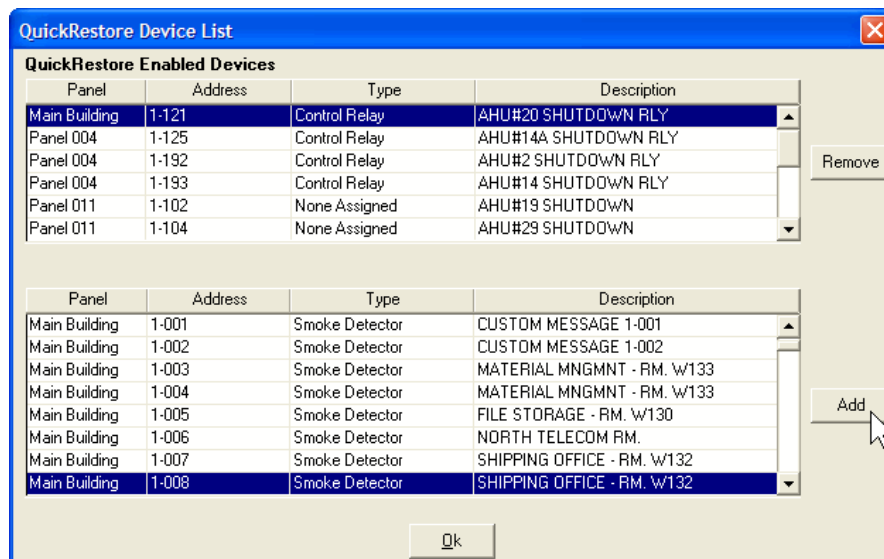 QuickRestore Device List
QuickRestore Enabled Devices
Panel Address Type Description
Main Building 1-121 Control Relay AHU#20 SHUTDOWN RLY
Panel 004 1-125 Control Relay AHU#14A SHUTDOWN RLY
Panel 004 1-192 Control Relay AHU#2 SHUTDOWN RLY
Panel 004 1-193 Control Relay AHU#14 SHUTDOWN RLY
Panel 011 1-102 None Assigned AHU#19 SHUTDOWN
Panel 011 1-104 None Assigned AHU#29 SHUTDOWN
Remove
Panel Address Type Description
Main Building 1-001 Smoke Detector CUSTOM MESSAGE 1-001
Main Building 1-002 Smoke Detector CUSTOM MESSAGE 1-002
Main Building 1-003 Smoke Detector MATERIAL MNGMNT - RM. W133
Main Building 1-004 Smoke Detector MATERIAL MNGMNT - RM. W133
Main Building 1-005 Smoke Detector FILE STORAGE - RM. W130
Main Building 1-006 Smoke Detector NORTH TELECOM RM.
Main Building 1-007 Smoke Detector SHIPPING OFFICE - RM. W132
Main Building 1-008 Smoke Detector SHIPPING OFFICE - RM. W132
Add
Ok